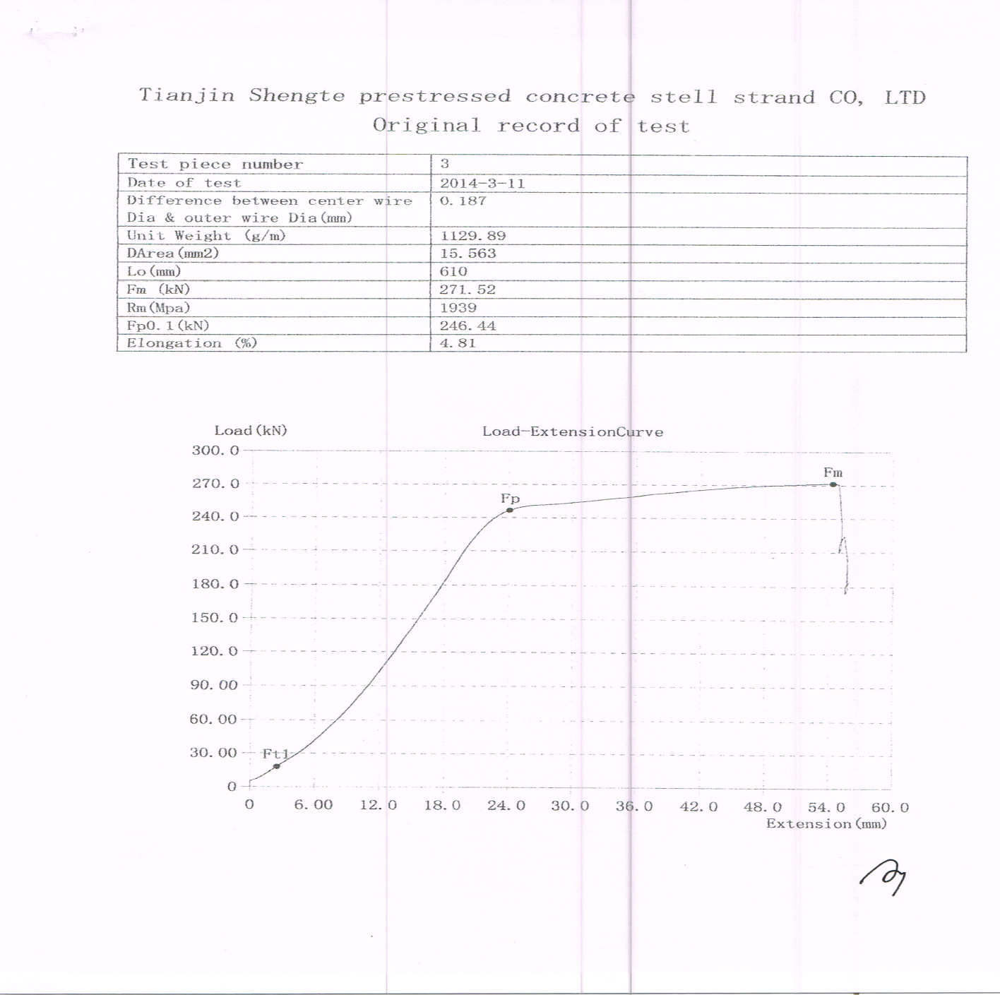 Tianjin Shengte prestressed concrete stell strand CO, LTD
Original record of test
Test piece number 3
Date of test 2014-3-11
Difference between center wire 0.187
Dia & outer wire Dia(mm)
Unit Weight (g/m) 1129.89
DArea(mm2) 15.563
Lo(mm) 610
Fm (kN) 271.52
Rm(Mpa) 1939
Fp0.1(kN) 246.44
Elongation (%) 4.81
Load(kN) Load-ExtensionCurve
300.0
Fm
270.0
Fp
240.0
210.0
180.0
150.0
120.0
90.00
60.00
30.00 Ft1
0
0 6.00 12.0 18.0 24.0 30.0 36.0 42.0 48.0 54.0 60.0
Extension(mm)